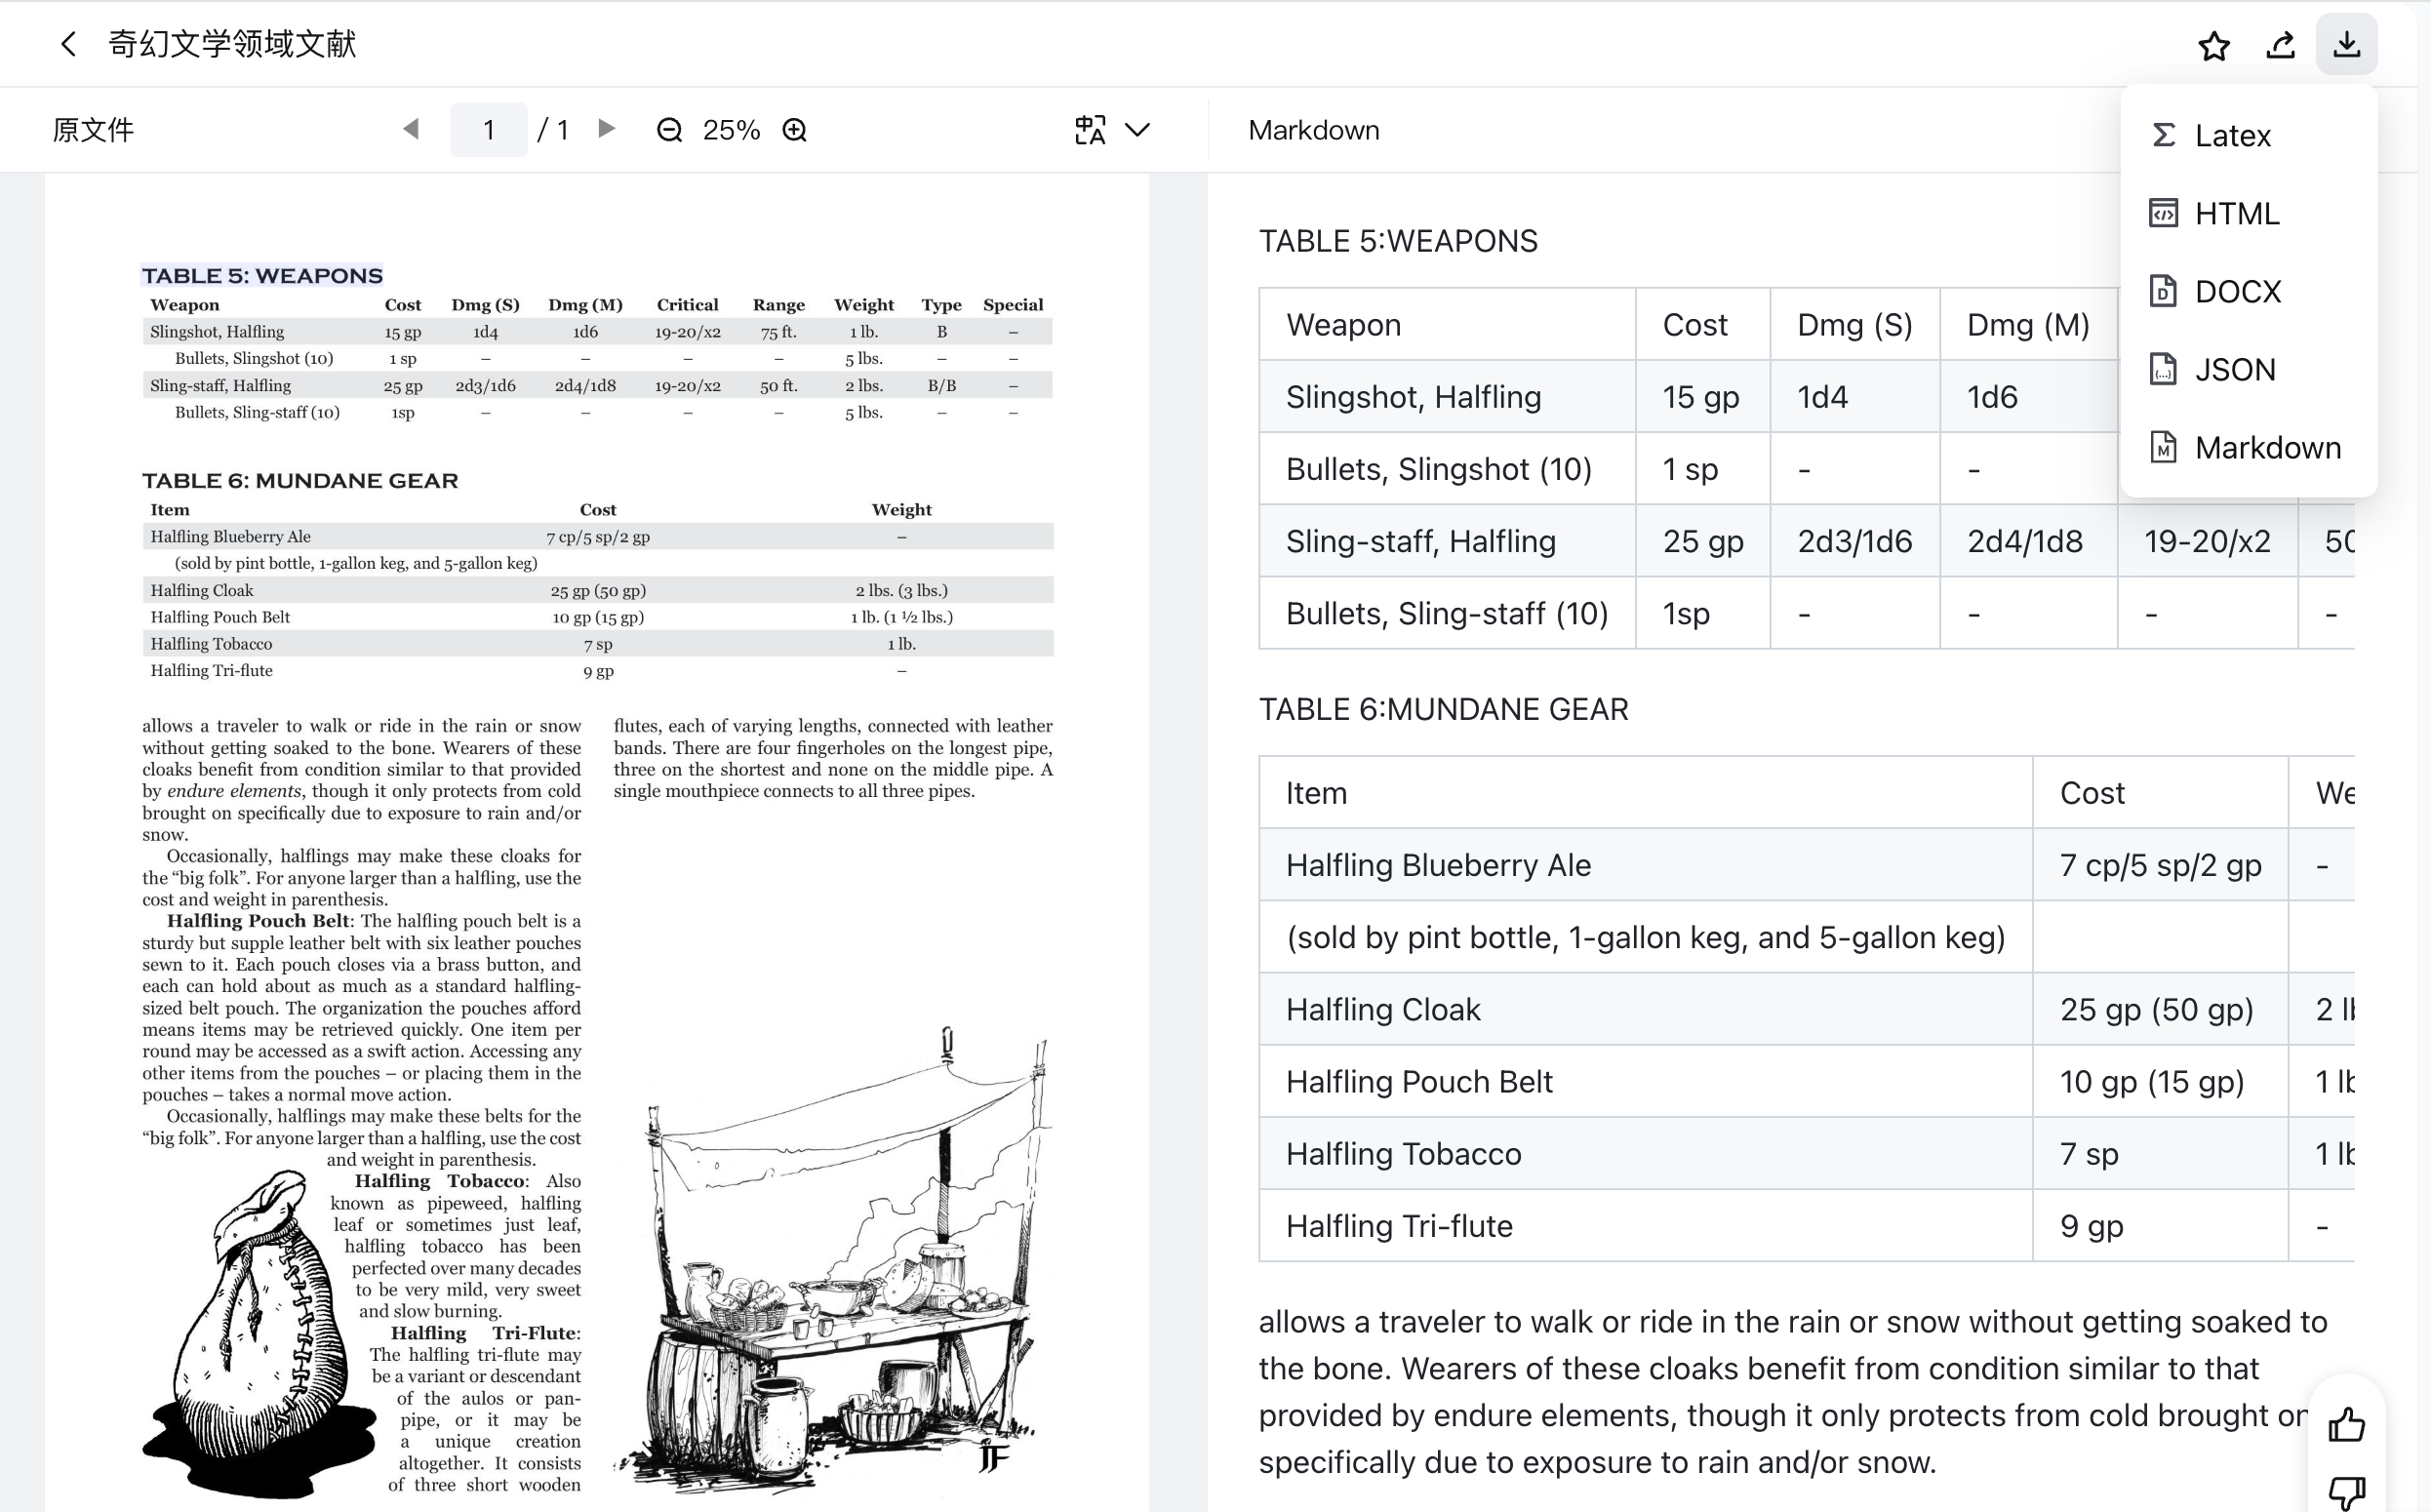 奇幻文学领域文献
原文件
1 / 1
25%
Markdown
Latex
HTML
DOCX
JSON
Markdown
TABLE 5: WEAPONS
Weapon Cost Dmg (S) Dmg (M) Critical Range Weight Type Special
Slingshot, Halfling 15 gp 1d4 1d6 19-20/x2 75 ft. 1 lb. B –
Bullets, Slingshot (10) 1 sp – – – – 5 lbs. – –
Sling-staff, Halfling 25 gp 2d3/1d6 2d4/1d8 19-20/x2 50 ft. 2 lbs. B/B –
Bullets, Sling-staff (10) 1sp – – – – 5 lbs. – –
TABLE 6: MUNDANE GEAR
Item Cost Weight
Halfling Blueberry Ale 7 cp/5 sp/2 gp –
(sold by pint bottle, 1-gallon keg, and 5-gallon keg)
Halfling Cloak 25 gp (50 gp) 2 lbs. (3 lbs.)
Halfling Pouch Belt 10 gp (15 gp) 1 lb. (1 ½ lbs.)
Halfling Tobacco 7 sp 1 lb.
Halfling Tri-flute 9 gp –
allows a traveler to walk or ride in the rain or snow
without getting soaked to the bone. Wearers of these
cloaks benefit from condition similar to that provided
by endure elements, though it only protects from cold
brought on specifically due to exposure to rain and/or
snow.
Occasionally, halflings may make these cloaks for
the “big folk”. For anyone larger than a halfling, use the
cost and weight in parenthesis.
Halfling Pouch Belt: The halfling pouch belt is a
sturdy but supple leather belt with six leather pouches
sewn to it. Each pouch closes via a brass button, and
each can hold about as much as a standard halfling-
sized belt pouch. The organization the pouches afford
means items may be retrieved quickly. One item per
round may be accessed as a swift action. Accessing any
other items from the pouches – or placing them in the
pouches – takes a normal move action.
Occasionally, halflings may make these belts for the
“big folk”. For anyone larger than a halfling, use the cost
and weight in parenthesis.
Halfling Tobacco: Also
known as pipeweed, halfling
leaf or sometimes just leaf,
halfling tobacco has been
perfected over many decades
to be very mild, very sweet
and slow burning.
Halfling Tri-Flute:
The halfling tri-flute may
be a variant or descendant
of the aulos or pan-
pipe, or it may be
a unique creation
altogether. It consists
of three short wooden
flutes, each of varying lengths, connected with leather
bands. There are four fingerholes on the longest pipe,
three on the shortest and none on the middle pipe. A
single mouthpiece connects to all three pipes.
JF
TABLE 5:WEAPONS
Weapon Cost Dmg (S) Dmg (M)
Slingshot, Halfling 15 gp 1d4 1d6
Bullets, Slingshot (10) 1 sp - -
Sling-staff, Halfling 25 gp 2d3/1d6 2d4/1d8 19-20/x2 50
Bullets, Sling-staff (10) 1sp - - - -
TABLE 6:MUNDANE GEAR
Item Cost We
Halfling Blueberry Ale 7 cp/5 sp/2 gp -
(sold by pint bottle, 1-gallon keg, and 5-gallon keg)
Halfling Cloak 25 gp (50 gp) 2 lb
Halfling Pouch Belt 10 gp (15 gp) 1 lb
Halfling Tobacco 7 sp 1 lb
Halfling Tri-flute 9 gp -
allows a traveler to walk or ride in the rain or snow without getting soaked to
the bone. Wearers of these cloaks benefit from condition similar to that
provided by endure elements, though it only protects from cold brought on
specifically due to exposure to rain and/or snow.